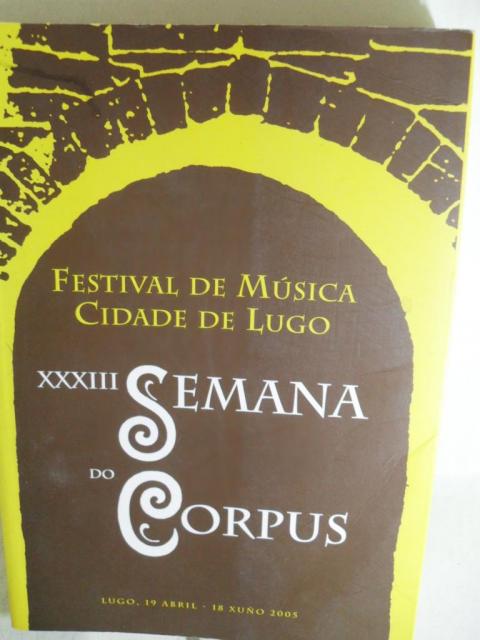 FESTIVAL DE MÚSICA
CIDADE DE LUGO
XXXIII SEMANA
DO CORPUS
LUGO, 19 ABRIL - 18 XUÑO 2005